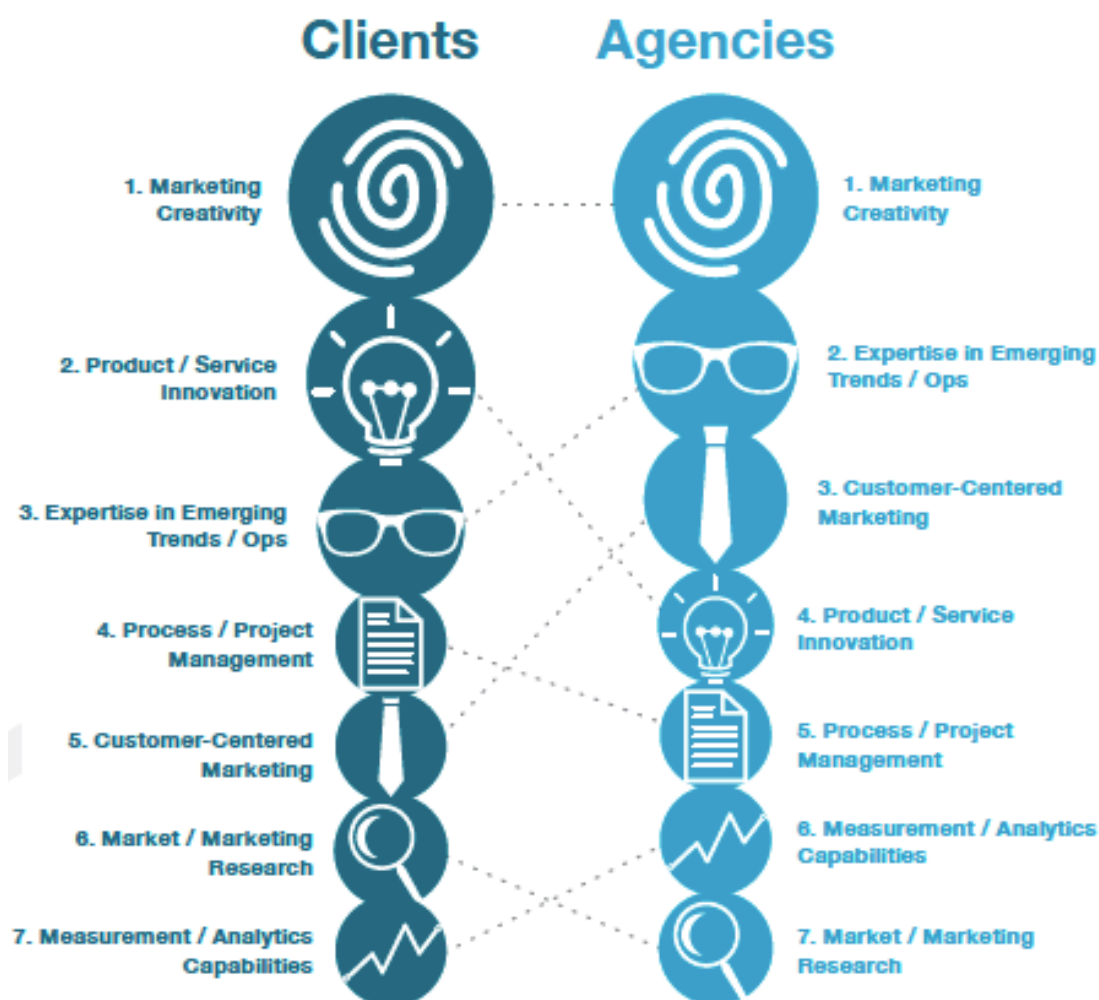 Clients
Agencies
1. Marketing
Creativity
1. Marketing
Creativity
2. Product / Service
Innovation
2. Expertise in Emerging
Trends / Ops
3. Expertise in Emerging
Trends / Ops
3. Customer-Centered
Marketing
4. Process / Project
Management
4. Product / Service
Innovation
5. Customer-Centered
Marketing
5. Process / Project
Management
6. Market / Marketing
Research
6. Measurement / Analytics
Capabilities
7. Measurement / Analytics
Capabilities
7. Market / Marketing
Research